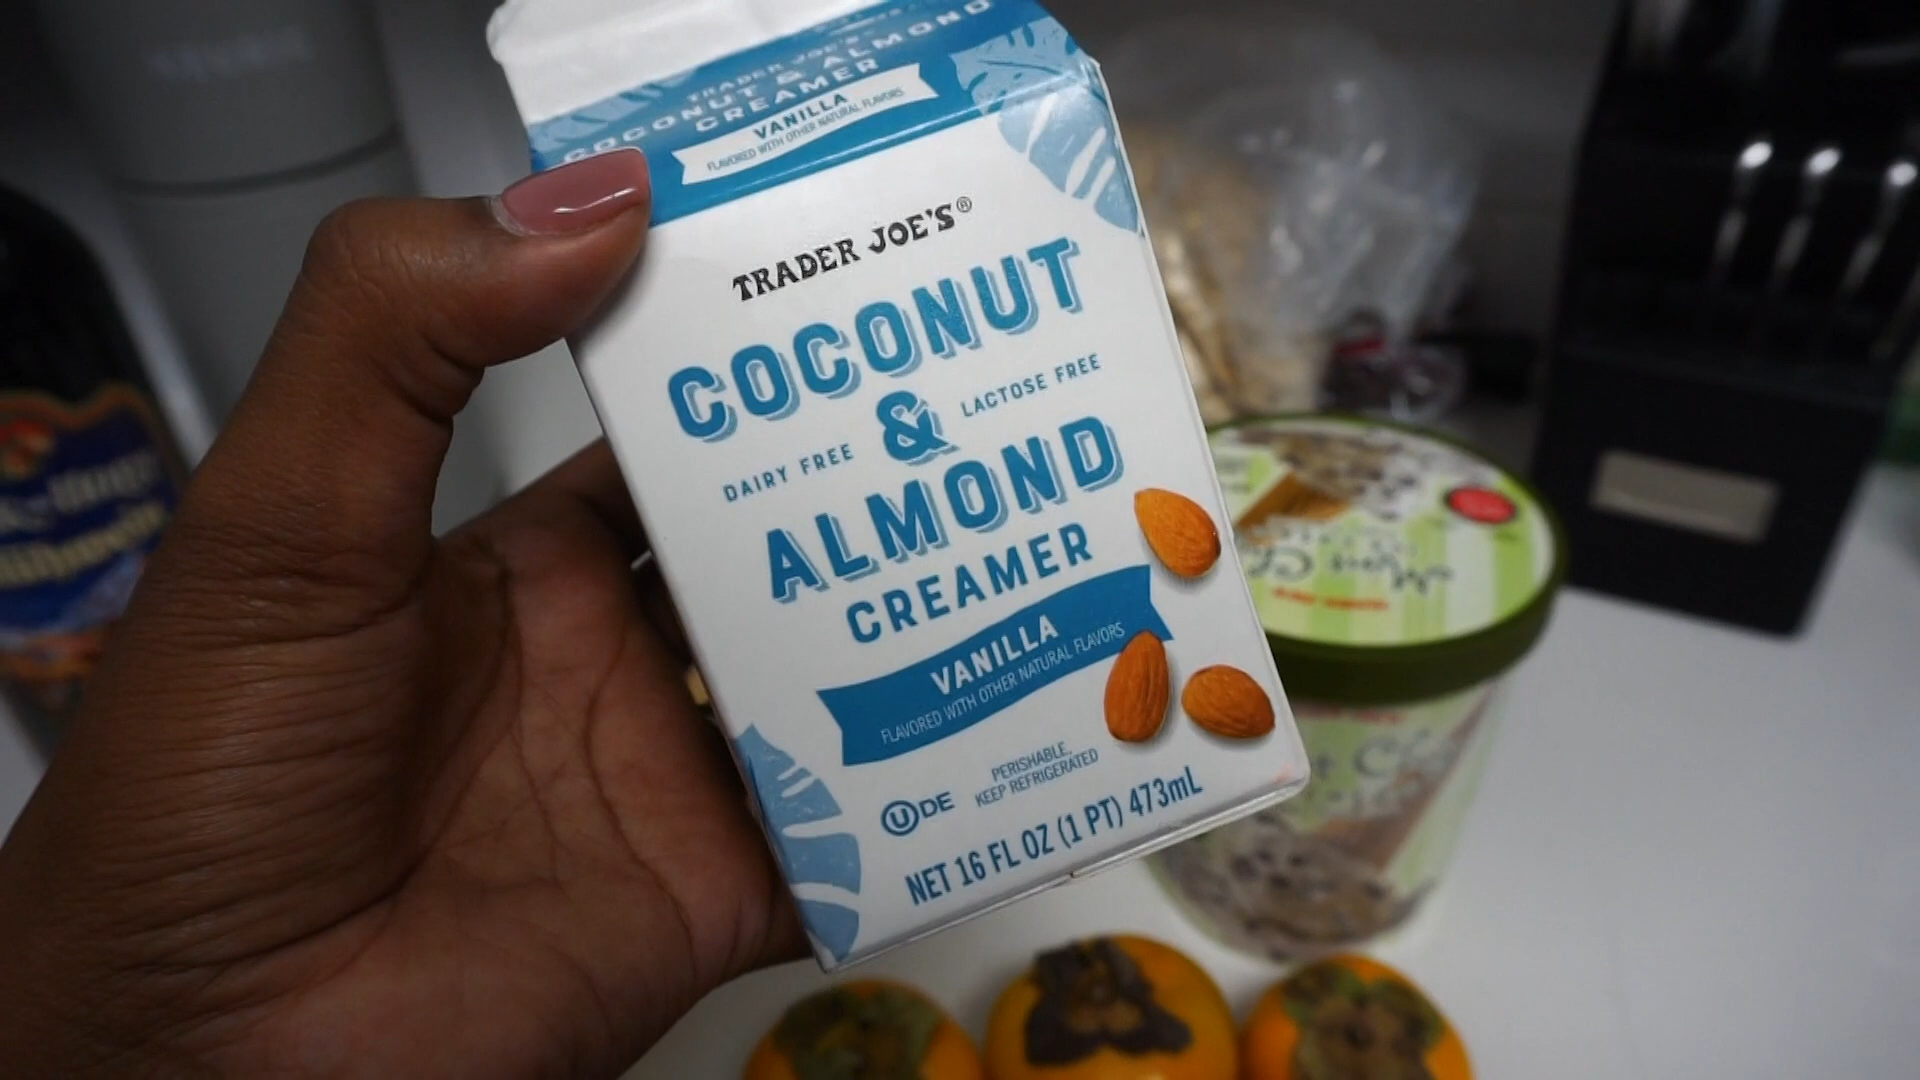 TRADER JOE'S
COCONUT & ALMOND
CREAMER
VANILLA
FLAVORED WITH OTHER NATURAL FLAVORS
TRADER JOE'S®
COCONUT
DAIRY FREE & LACTOSE FREE
ALMOND
CREAMER
VANILLA
FLAVORED WITH OTHER NATURAL FLAVORS
PERISHABLE,
KEEP REFRIGERATED
U DE
NET 16 FL OZ (1 PT) 473mL